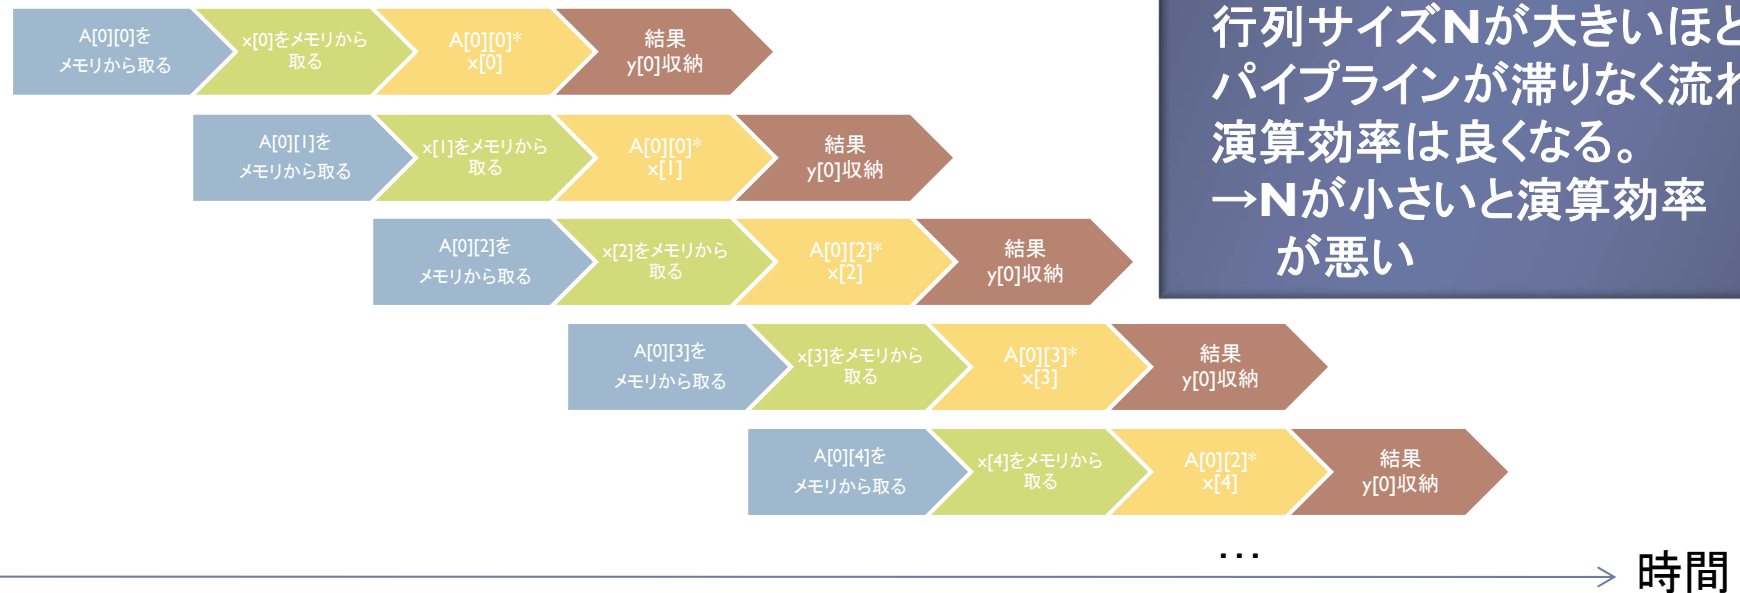 A[0][0]を
メモリから取る
x[0]をメモリから
取る
A[0][0]*
x[0]
結果
y[0]収納
A[0][1]を
メモリから取る
x[1]をメモリから
取る
A[0][0]*
x[1]
結果
y[0]収納
A[0][2]を
メモリから取る
x[2]をメモリから
取る
A[0][2]*
x[2]
結果
y[0]収納
A[0][3]を
メモリから取る
x[3]をメモリから
取る
A[0][3]*
x[3]
結果
y[0]収納
A[0][4]を
メモリから取る
x[4]をメモリから
取る
A[0][2]*
x[4]
結果
y[0]収納
…
時間
行列サイズNが大きいほど
パイプラインが滞りなく流れ
演算効率は良くなる。
→Nが小さいと演算効率
が悪い